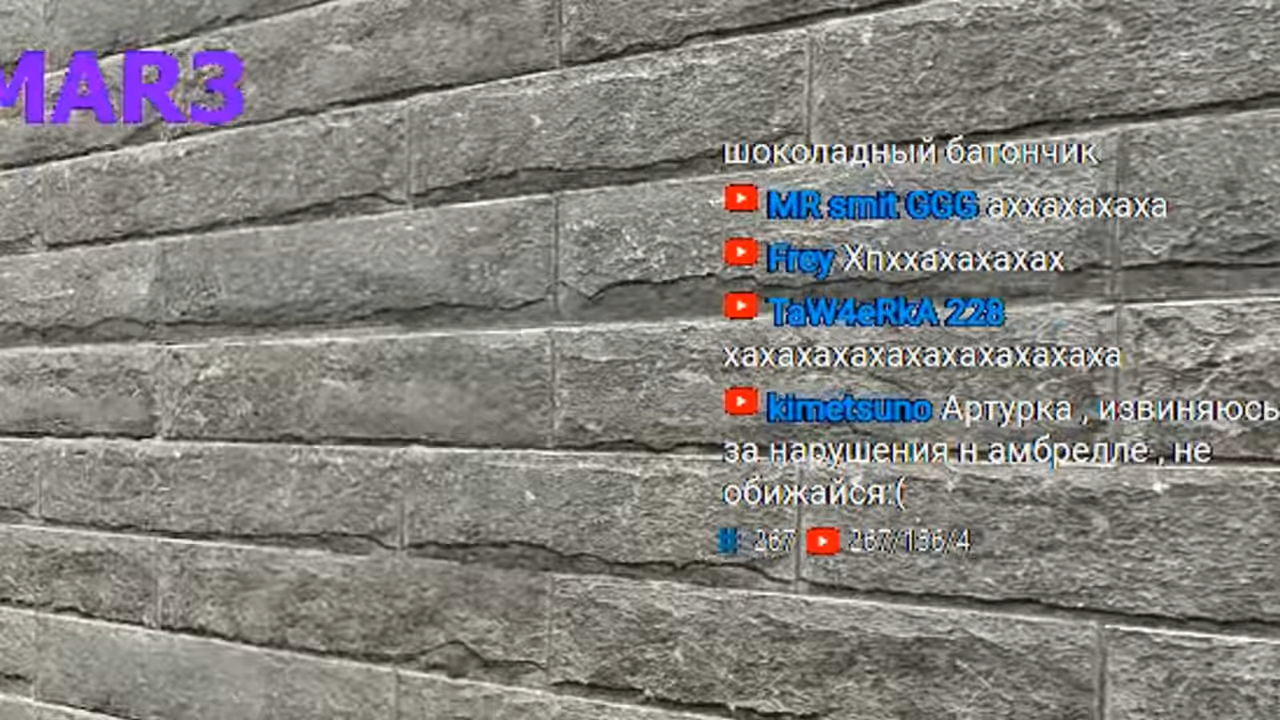 MAR3
шоколадный батончик
MR smit GGG аххахахаха
Frey Хпххахахахах
TaW4eRkA 228
хахахахахахахахахахаха
kimetsuno Артурка , извиняюсь
за нарушения н амбрелле , не
обижайся:(
267 267/136/4